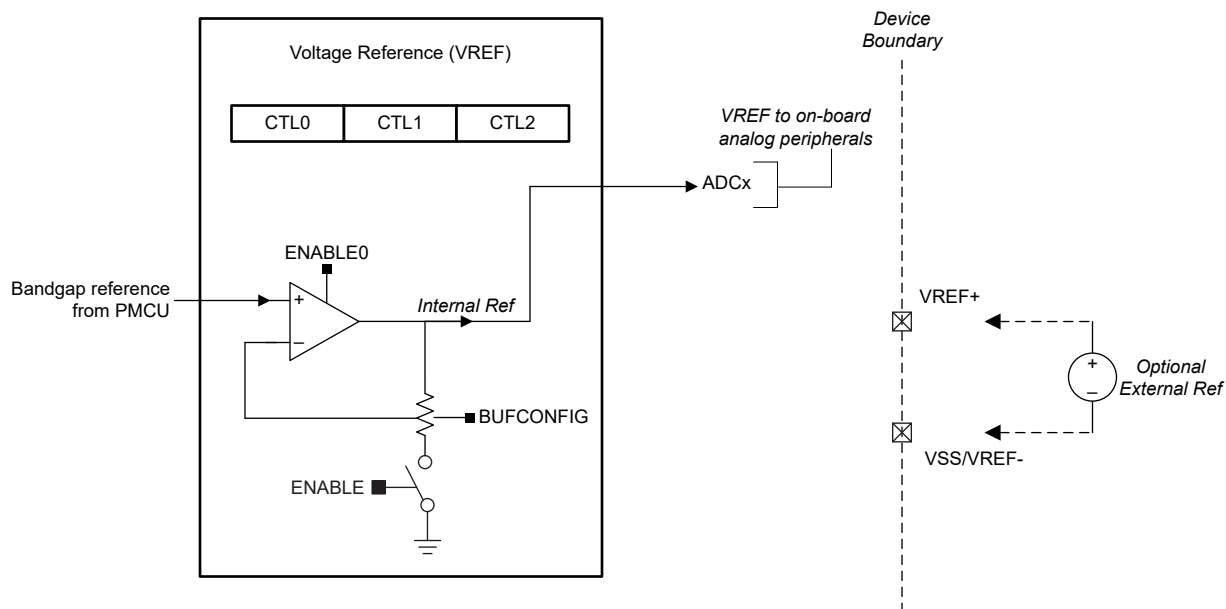 Device
Boundary
Voltage Reference (VREF)
CTL0 CTL1 CTL2
VREF to on-board
analog peripherals
ADCx
ENABLE0
Bandgap reference
from PMCU
+
−
Internal Ref
BUFCONFIG
ENABLE
VREF+
+
−
Optional
External Ref
VSS/VREF-